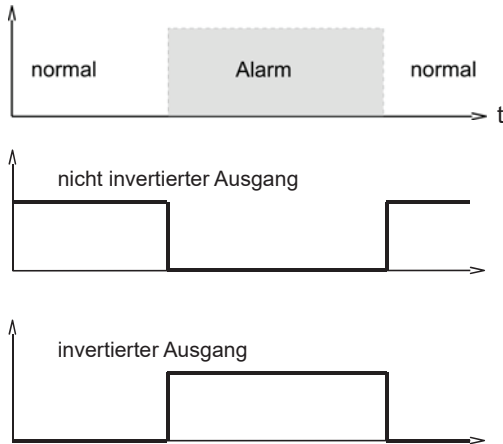 normal Alarm normal
t
nicht invertierter Ausgang
invertierter Ausgang